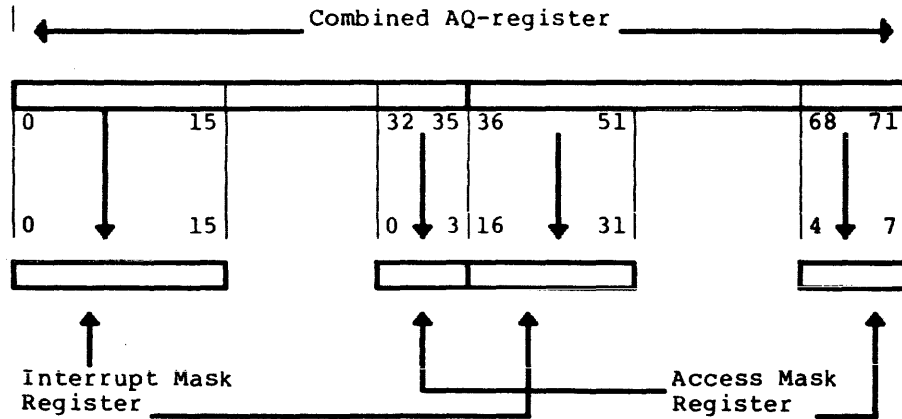 Combined AQ-register
0 15 32 35 36 51 68 71
0 15 0 3 16 31 4 7
Interrupt Mask Register
Access Mask Register